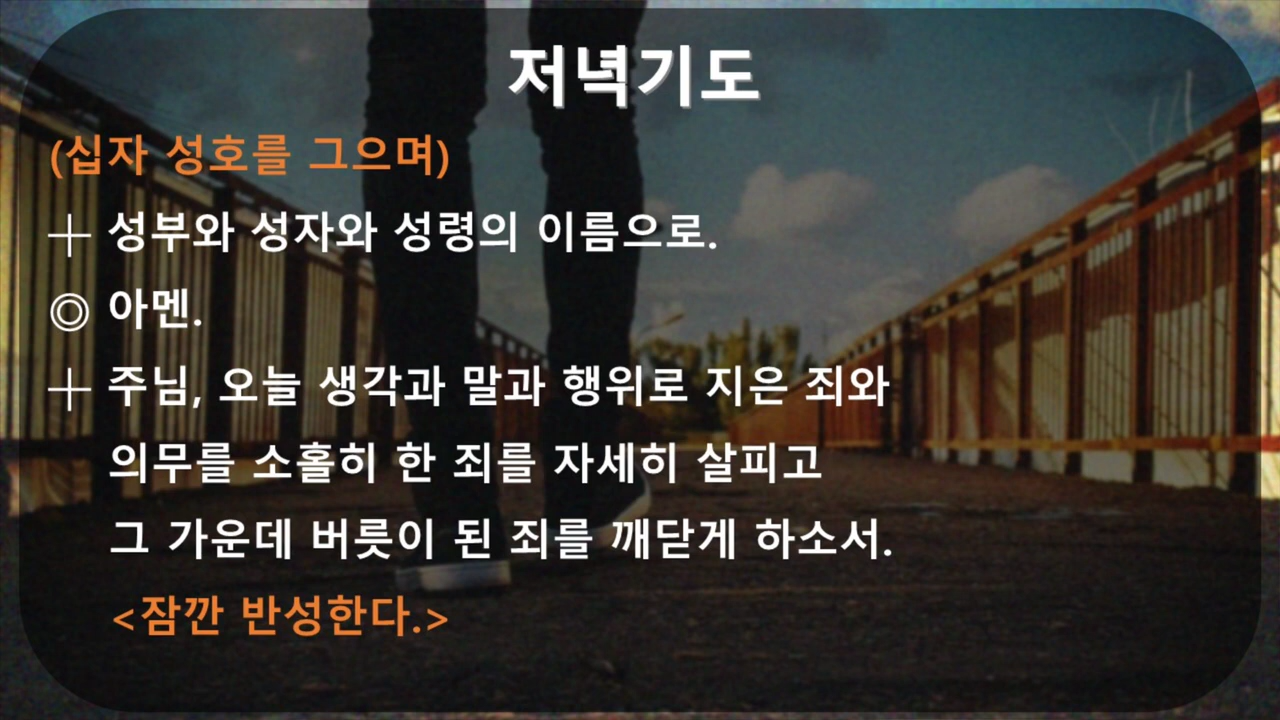 저녁기도
(십자 성호를 그으며)
┼ 성부와 성자와 성령의 이름으로.
◎ 아멘.
┼ 주님, 오늘 생각과 말과 행위로 지은 죄와
의무를 소홀히 한 죄를 자세히 살피고
그 가운데 버릇이 된 죄를 깨닫게 하소서.
<잠깐 반성한다.>